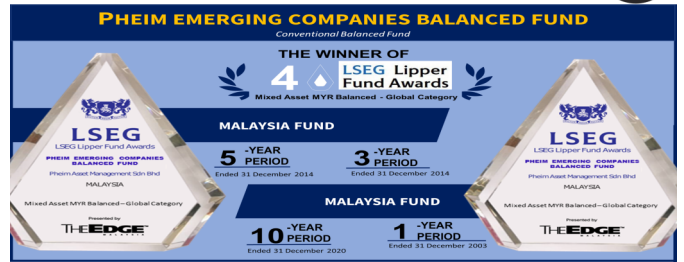 PHEIM EMERGING COMPANIES BALANCED FUND
Conventional Balanced Fund
THE WINNER OF
4 LSEG Lipper
Fund Awards
Mixed Asset MYR Balanced - Global Category
MALAYSIA FUND
5 -YEAR
PERIOD
Ended 31 December 2014
3 -YEAR
PERIOD
Ended 31 December 2014
MALAYSIA FUND
10 -YEAR
PERIOD
Ended 31 December 2020
1 -YEAR
PERIOD
Ended 31 December 2003
LSEG
LSEG Lipper Fund Awards
PHEIM EMERGING COMPANIES
BALANCED FUND
Pheim Asset Management Sdn Bhd
MALAYSIA
Mixed Asset MYR Balanced—Global Category
Presented by
THEEDGE
MALAYSIA
LSEG
LSEG Lipper Fund Awards
PHEIM EMERGING COMPANIES
BALANCED FUND
Pheim Asset Management Sdn Bhd
MALAYSIA
Mixed Asset MYR Balanced—Global Category
Presented by
THEEDGE
MALAYSIA